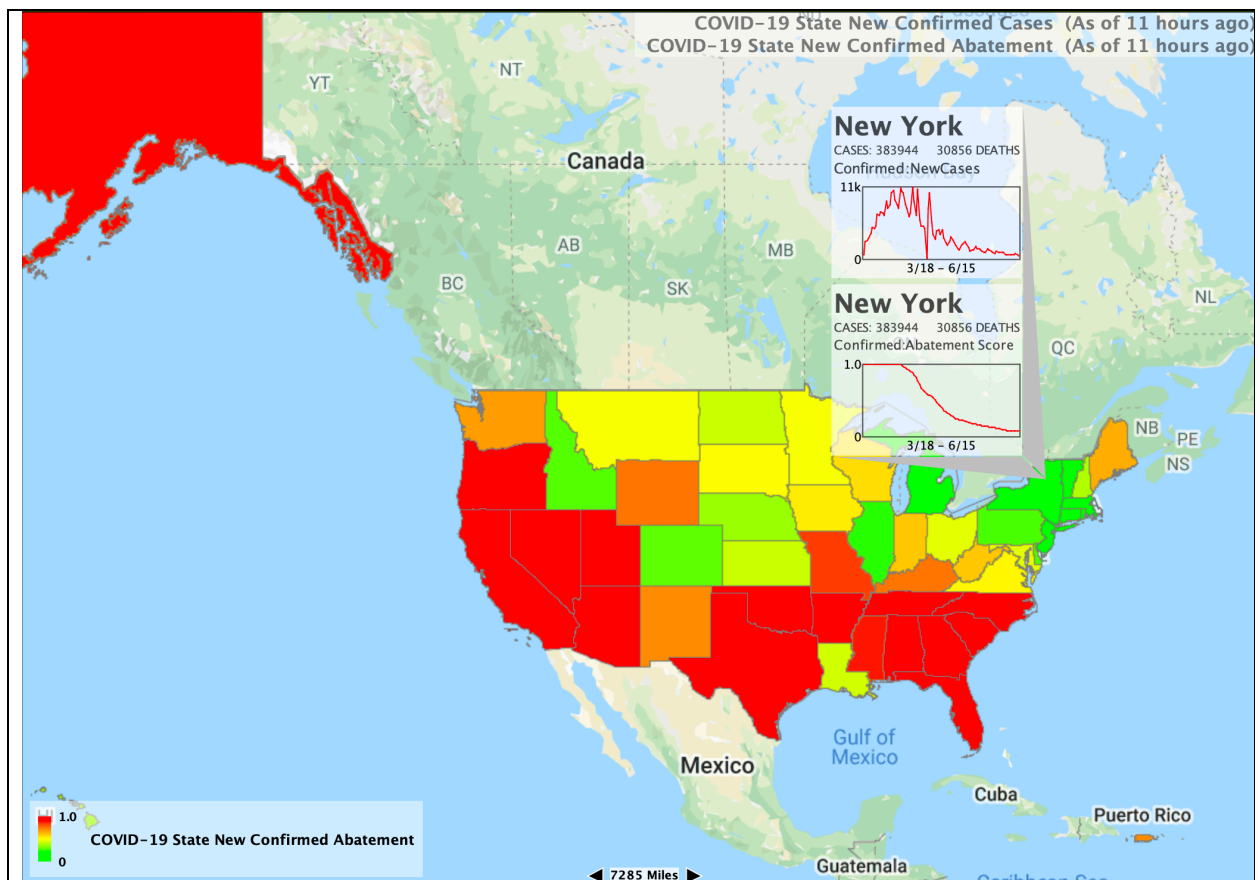 COVID-19 State New Confirmed Cases (As of 11 hours ago)
COVID-19 State New Confirmed Abatement (As of 11 hours ago)
YT
NT
Canada
BC
AB
SK
MB
QC
NL
NB
PE
NS
New York
CASES: 383944 30856 DEATHS
Confirmed:NewCases
11k
0
3/18 - 6/15
New York
CASES: 383944 30856 DEATHS
Confirmed:Abatement Score
1.0
0
3/18 - 6/15
Gulf of
Mexico
Mexico
Cuba
Puerto Rico
Guatemala
Caribbean Sea
1.0
COVID-19 State New Confirmed Abatement
0
◀ 7285 Miles ▶